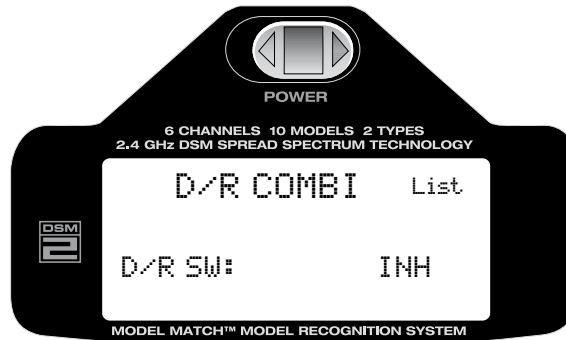 POWER
6 CHANNELS 10 MODELS 2 TYPES
2.4 GHz DSM SPREAD SPECTRUM TECHNOLOGY
D/R COMBI List
DSM
2
D/R SW: INH
MODEL MATCH™ MODEL RECOGNITION SYSTEM